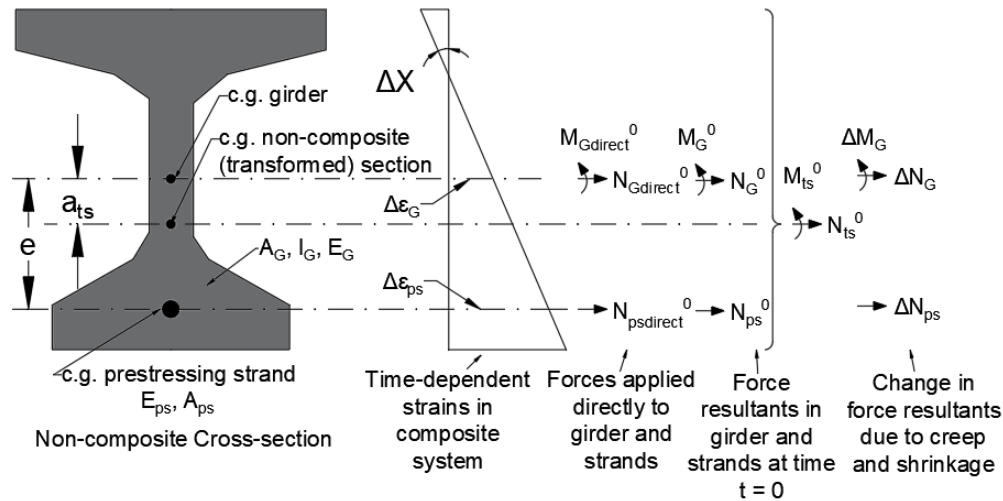 c.g. girder
c.g. non-composite
(transformed) section
e
a_ts
A_G, I_G, E_G
c.g. prestressing strand
E_ps, A_ps
Non-composite Cross-section
ΔX
Δε_G
Δε_ps
Time-dependent
strains in
composite
system
M_Gdirect^0
N_Gdirect^0
N_psdirect^0
Forces applied
directly to
girder and
strands
M_G^0
N_G^0
N_ps^0
Force
resultants in
girder and
strands at time
t = 0
M_ts^0
N_ts^0
ΔM_G
ΔN_G
ΔN_ps
Change in
force resultants
due to creep
and shrinkage